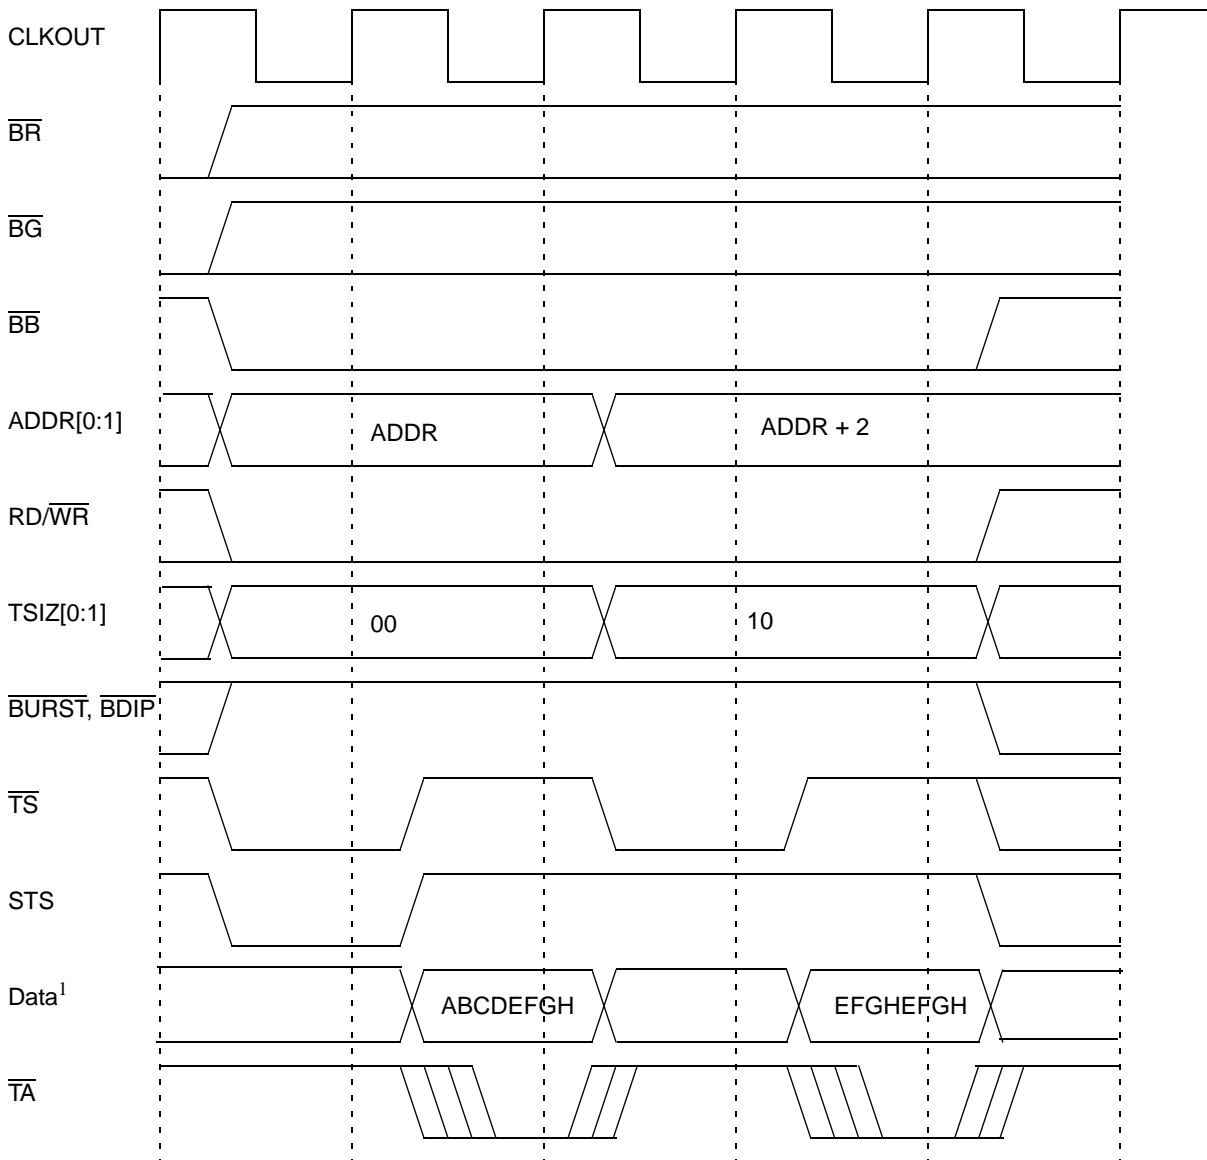 CLKOUT
BR
BG
BB
ADDR[0:1] ADDR ADDR + 2
RD/WR
TSIZ[0:1] 00 10
BURST, BDIP
TS
STS
Data1 ABCDEFGH EFGHEFGH
TA